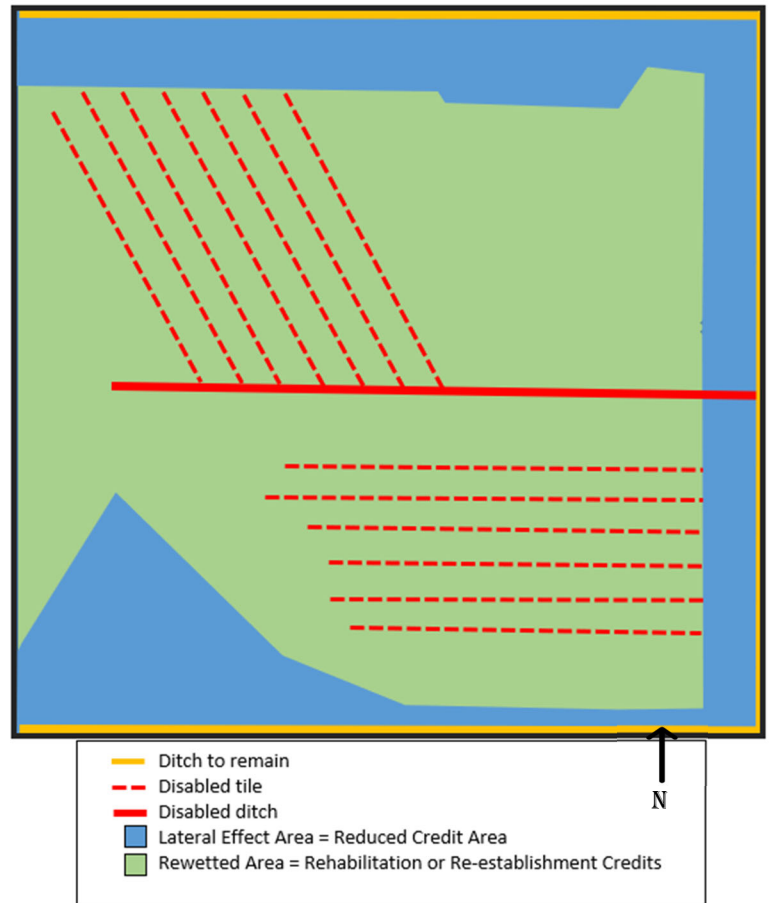 N
Ditch to remain
Disabled tile
Disabled ditch
Lateral Effect Area = Reduced Credit Area
Rewetted Area = Rehabilitation or Re-establishment Credits